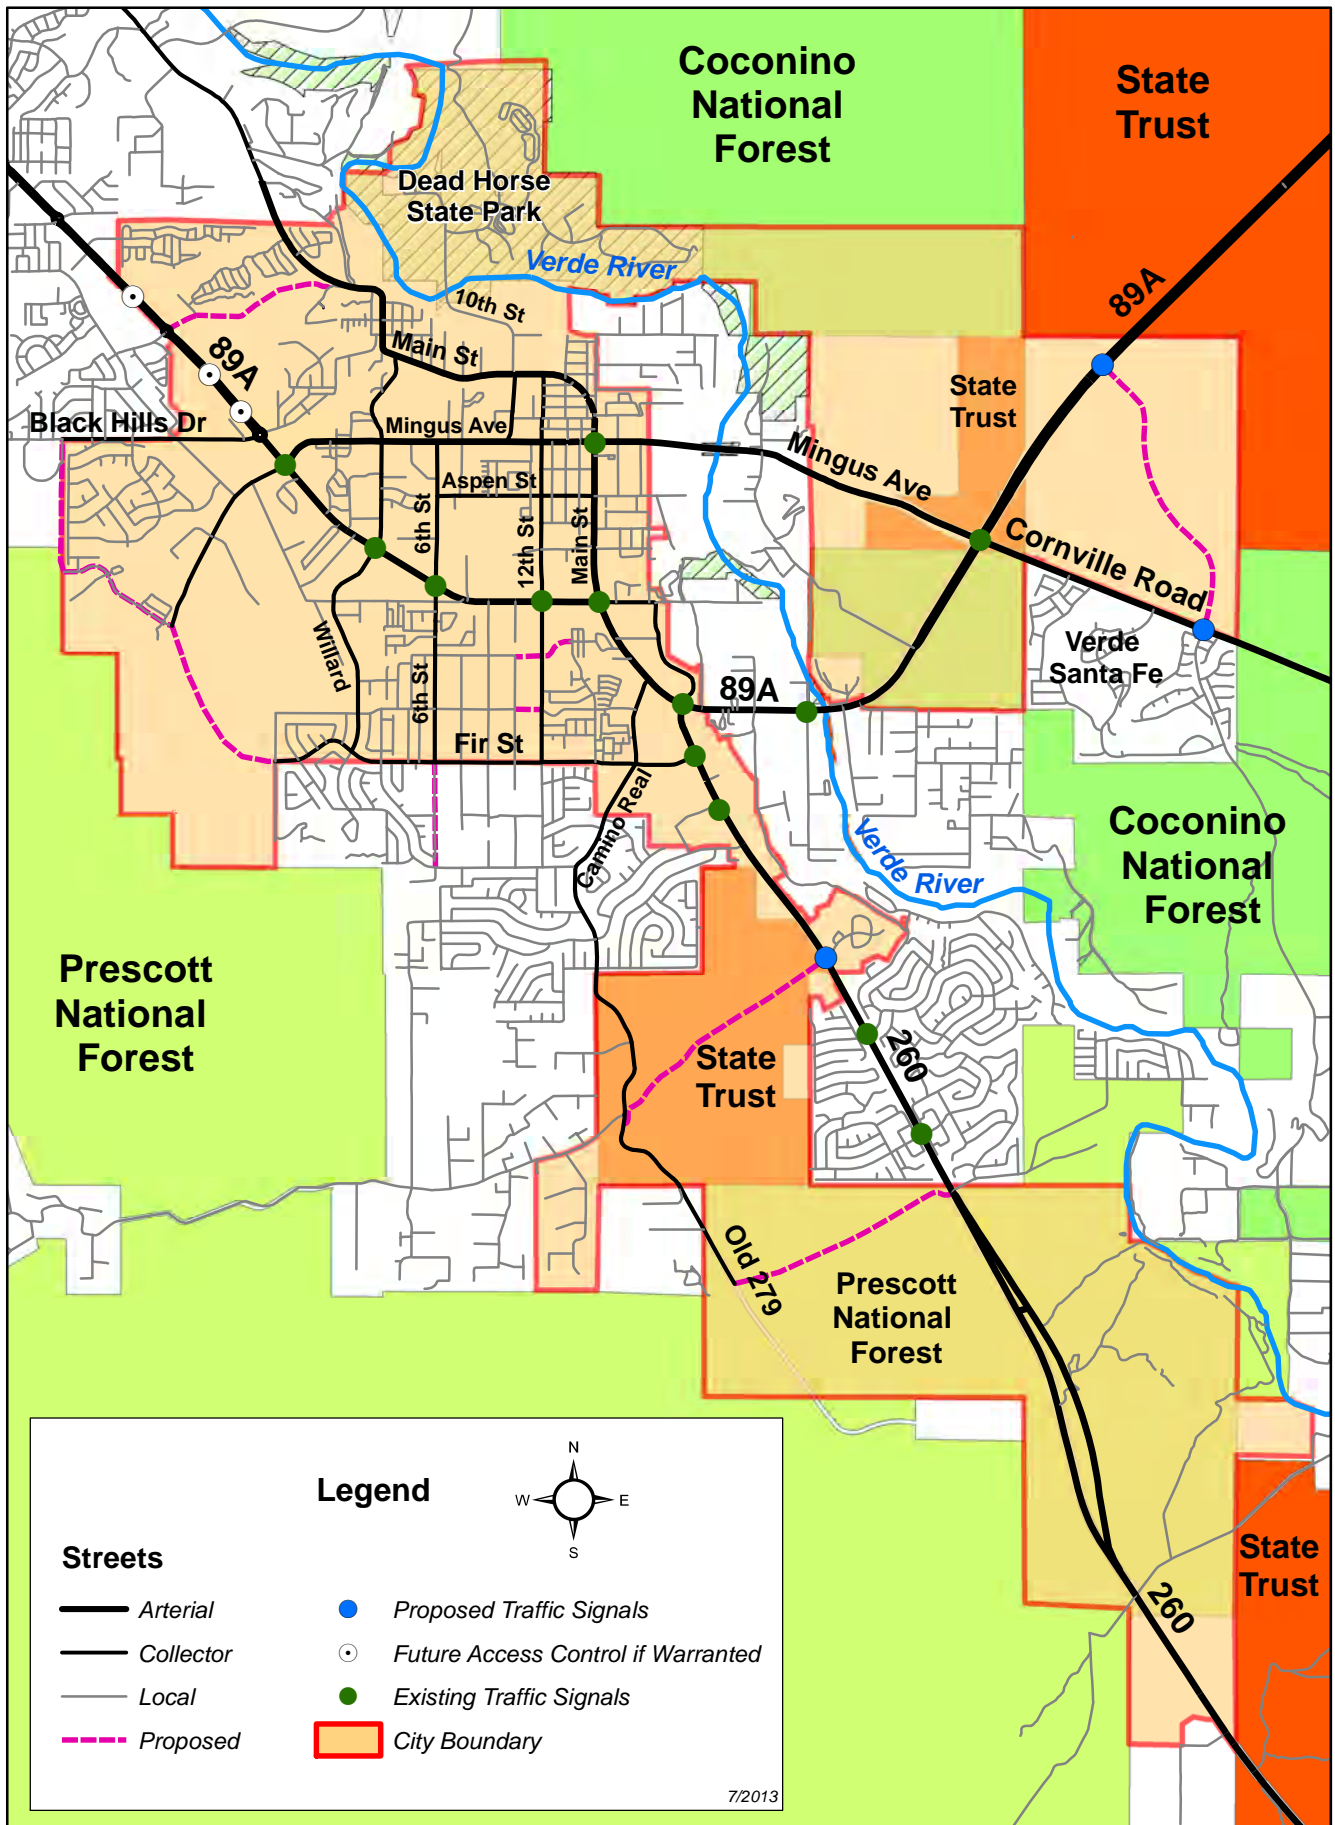 Coconino
National
Forest
State
Trust
Dead Horse
State Park
Verde River
10th St
Main St
89A
89A
Black Hills Dr
Mingus Ave
State
Trust
Mingus Ave
Aspen St
6th St
12th St
Main St
Cornville Road
Willard
6th St
Verde
Santa Fe
89A
Fir St
Camino Real
Verde River
Coconino
National
Forest
Prescott
National
Forest
State
Trust
260
Old 279
Prescott
National
Forest
State
Trust
260
Legend
N
W
E
S
Streets
Arterial
Collector
Local
Proposed
Proposed Traffic Signals
Future Access Control if Warranted
Existing Traffic Signals
City Boundary
7/2013